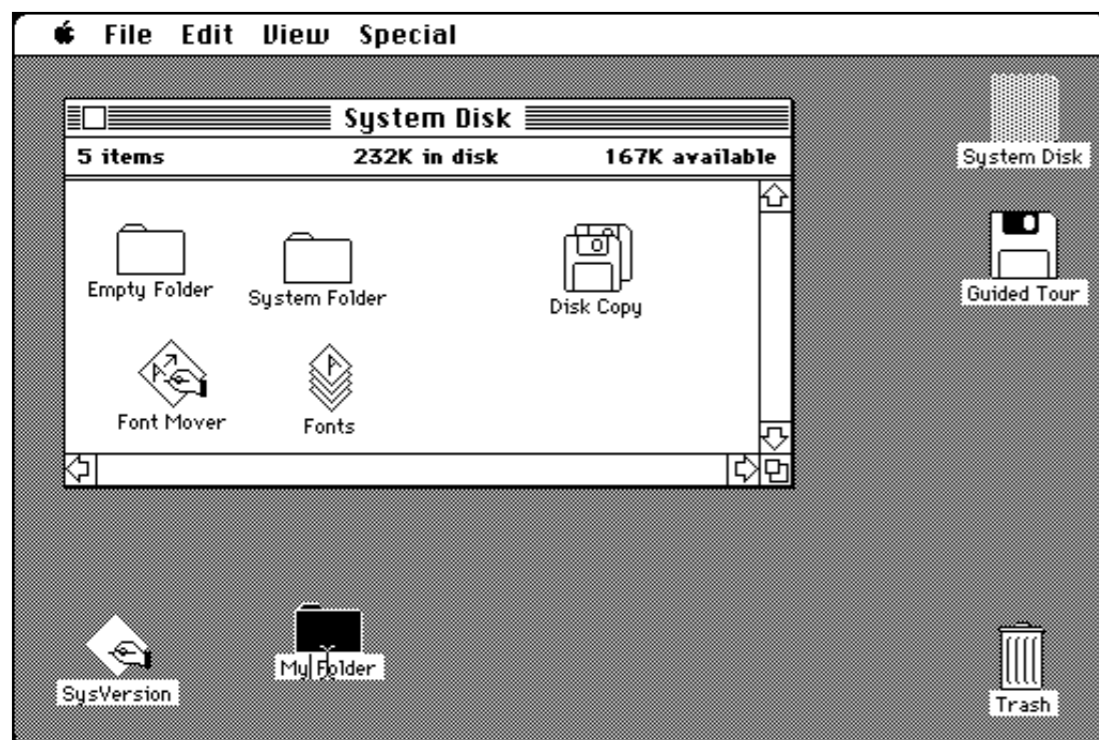 File Edit View Special
System Disk
5 items 232K in disk 167K available
Empty Folder
System Folder
Disk Copy
Font Mover
Fonts
System Disk
Guided Tour
SysVersion
My Folder
Trash